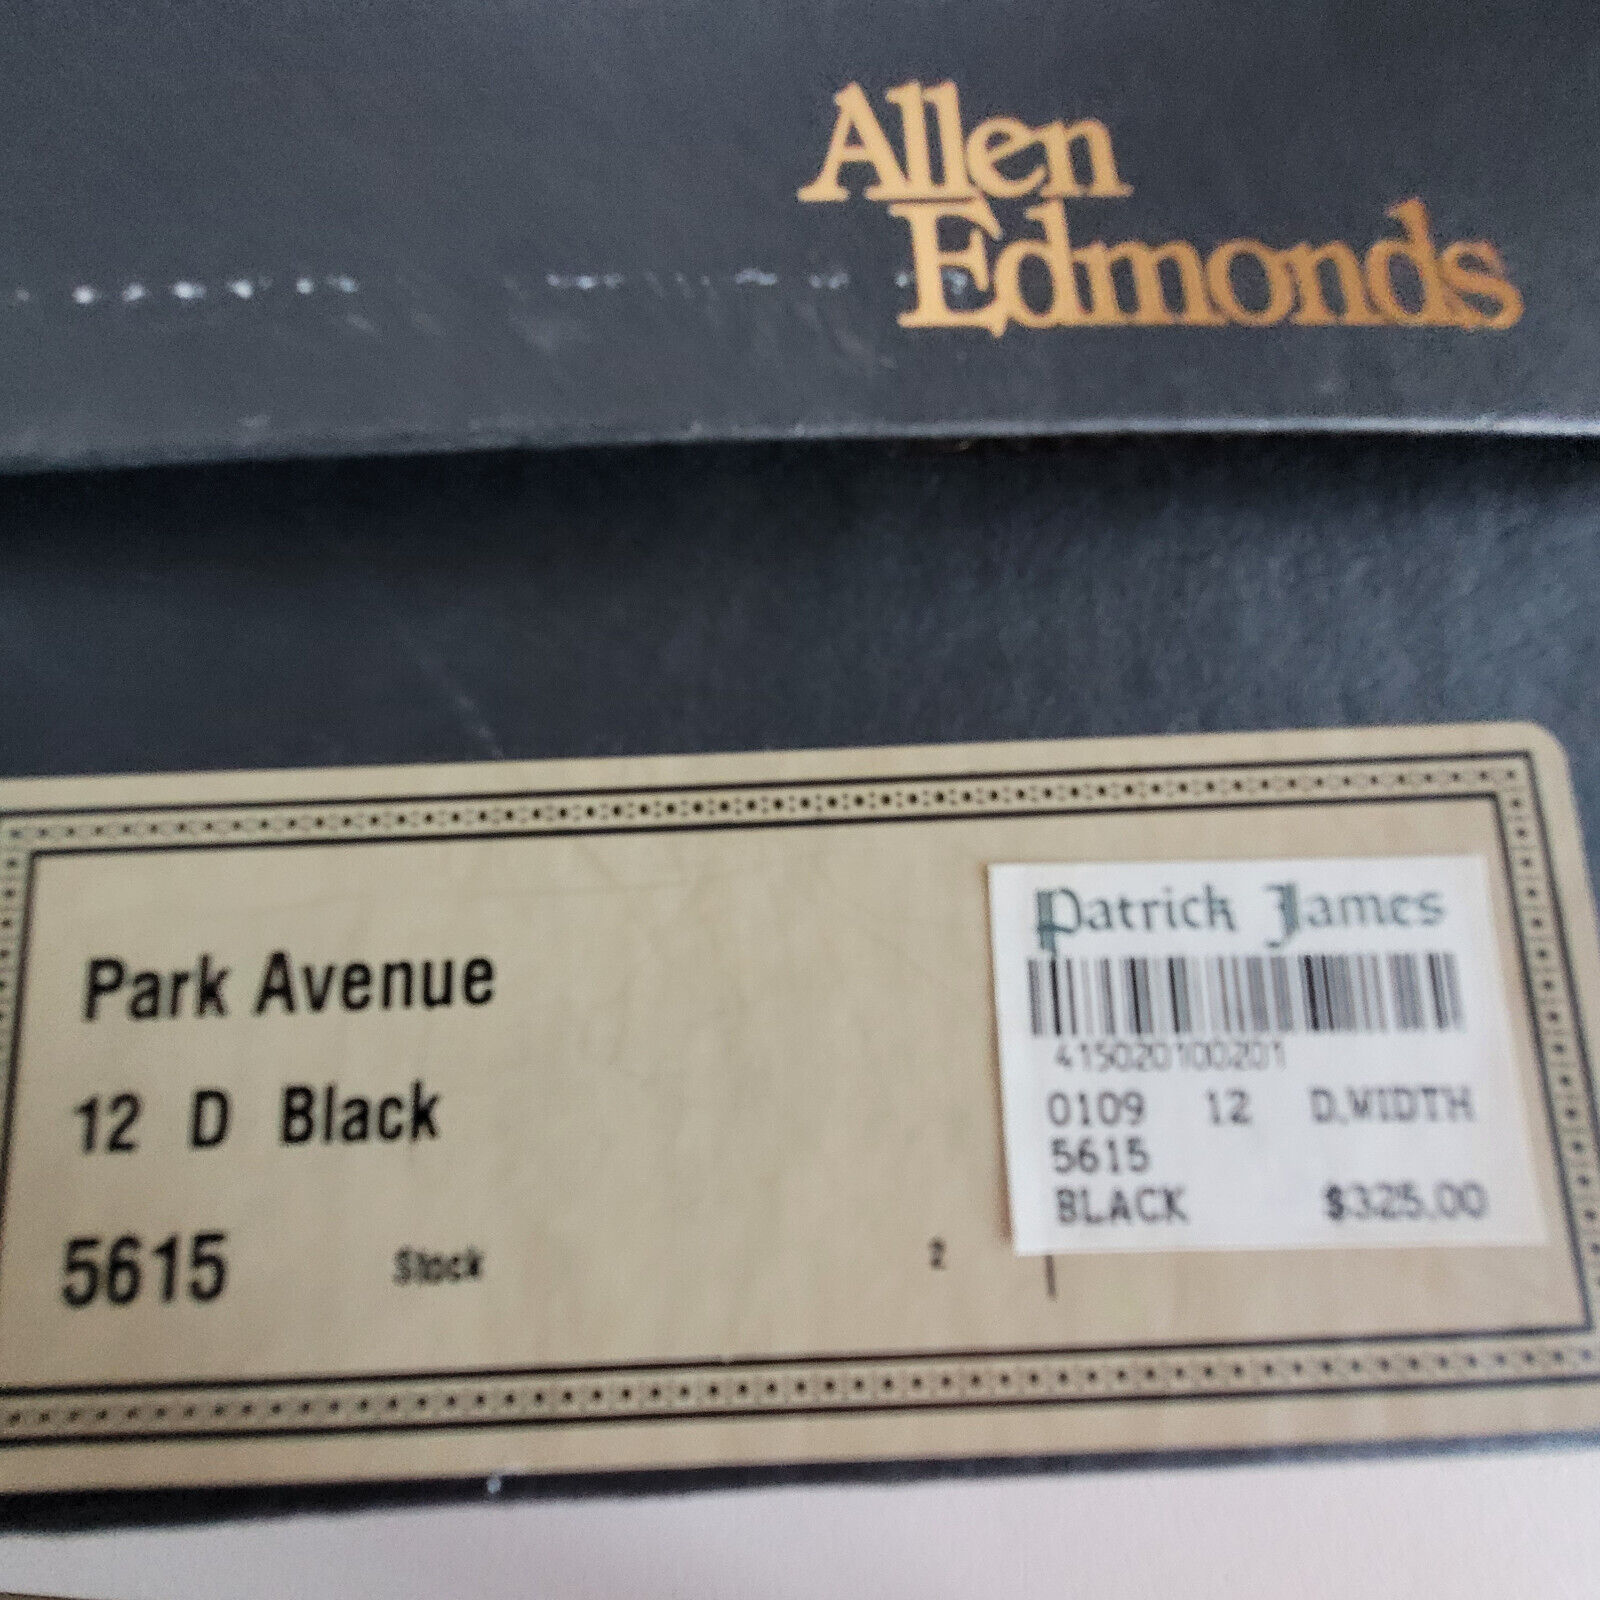 Allen
Edmonds
Park Avenue
12 D Black
5615 Stock 2
Patrick James
415020100201
0109 12 D.WIDTH
5615
BLACK $325.00